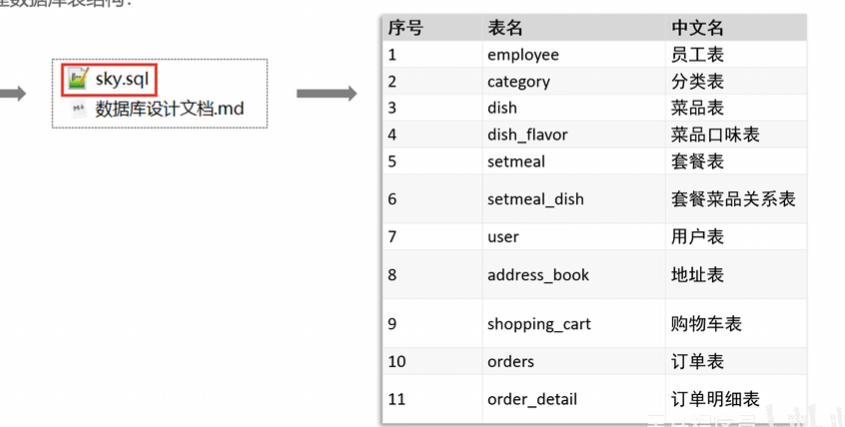 数据库表结构:
sky.sql
数据库设计文档.md
序号 表名 中文名
1 employee 员工表
2 category 分类表
3 dish 菜品表
4 dish_flavor 菜品口味表
5 setmeal 套餐表
6 setmeal_dish 套餐菜品关系表
7 user 用户表
8 address_book 地址表
9 shopping_cart 购物车表
10 orders 订单表
11 order_detail 订单明细表